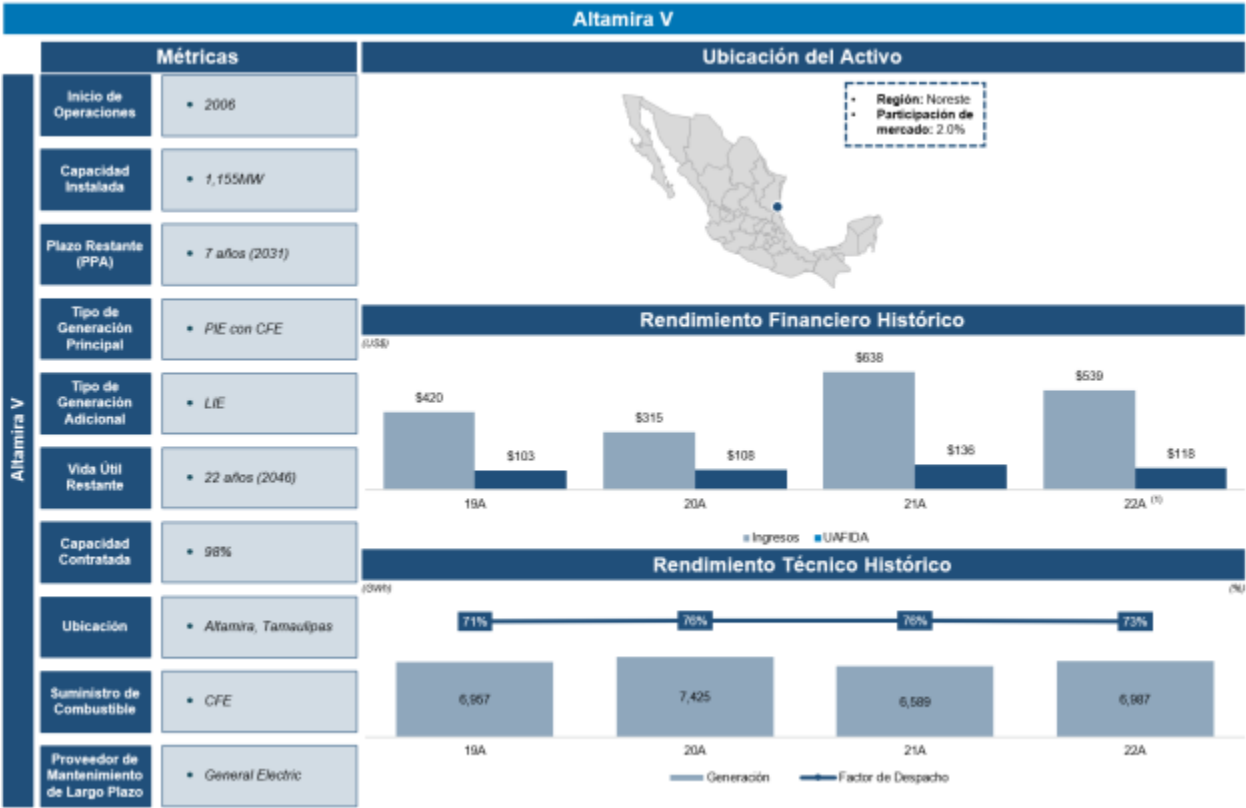 Altamira V
Métricas
Altamira V
Inicio de
Operaciones
• 2006
Capacidad
Instalada
• 1,155MW
Plazo Restante
(PPA)
• 7 años (2031)
Tipo de
Generación
Principal
• PIE con CFE
Tipo de
Generación
Adicional
• LIE
Vida Útil
Restante
• 22 años (2046)
Capacidad
Contratada
• 98%
Ubicación
• Altamira, Tamaulipas
Suministro de
Combustible
• CFE
Proveedor de
Mantenimiento
de Largo Plazo
• General Electric
Ubicación del Activo
• Región: Noreste
• Participación de
mercado: 2.0%
Rendimiento Financiero Histórico
(US$)
$420
$103
$315
$108
$638
$136
$539
$118
19A
20A
21A
22A (1)
Ingresos UAFIDA
Rendimiento Técnico Histórico
(GWh)
(%)
71%
76%
76%
73%
6,957
7,425
6,589
6,987
19A
20A
21A
22A
Generación Factor de Despacho